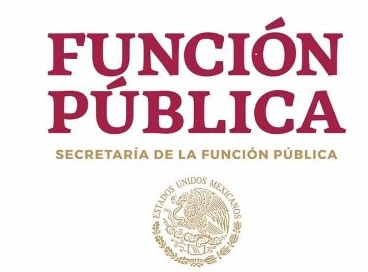 FUNCIÓN
PÚBLICA
SECRETARÍA DE LA FUNCIÓN PÚBLICA
ESTADOS UNIDOS MEXICANOS